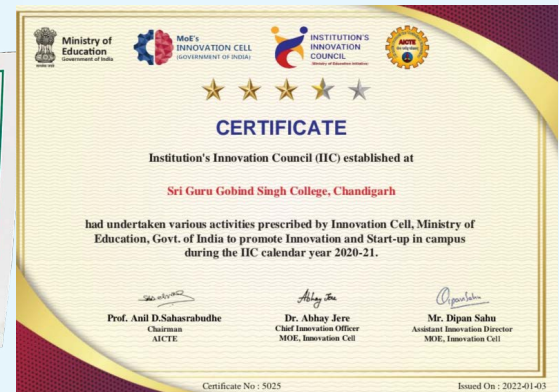 Ministry of
Education
Government of India
MoE's
INNOVATION CELL
(GOVERNMENT OF INDIA)
INSTITUTION'S
INNOVATION
COUNCIL
(Ministry of Education Initiative)
AICTE
CERTIFICATE
Institution's Innovation Council (IIC) established at
Sri Guru Gobind Singh College, Chandigarh
had undertaken various activities prescribed by Innovation Cell, Ministry of
Education, Govt. of India to promote Innovation and Start-up in campus
during the IIC calendar year 2020-21.
Prof. Anil D.Sahasrabudhe
Chairman
AICTE
Dr. Abhay Jere
Chief Innovation Officer
MOE, Innovation Cell
Mr. Dipan Sahu
Assistant Innovation Director
MOE, Innovation Cell
Certificate No : 5025
Issued On : 2022-01-03